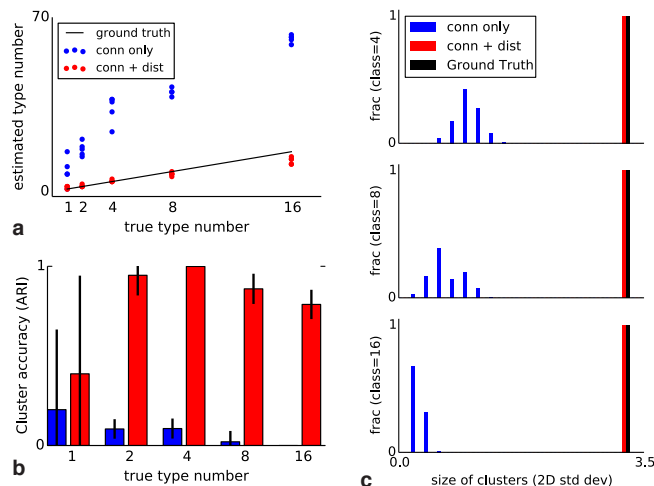 70
ground truth
conn only
conn + dist
estimated type number
0
1 2 4 8 16
true type number
a
1
Cluster accuracy (ARI)
0
1 2 4 8 16
true type number
b
1
conn only
conn + dist
Ground Truth
frac (class=4)
0
1
frac (class=8)
0
1
frac (class=16)
0
0.0 3.5
size of clusters (2D std dev)
c